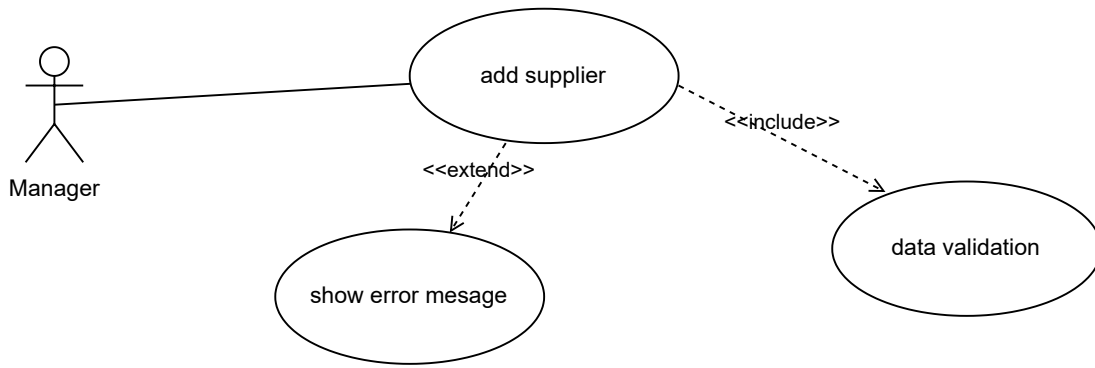 add supplier
<<include>>
<<extend>>
Manager
data validation
show error mesage